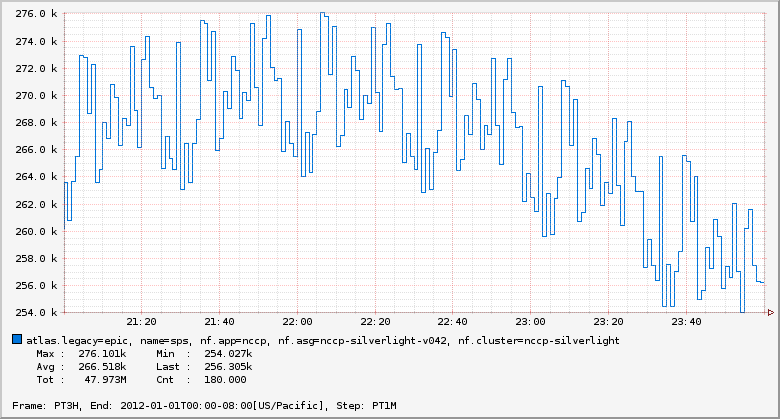 276.0 k
274.0 k
272.0 k
270.0 k
268.0 k
266.0 k
264.0 k
262.0 k
260.0 k
258.0 k
256.0 k
254.0 k
21:20 21:40 22:00 22:20 22:40 23:00 23:20 23:40
atlas.legacy=epic, name=sps, nf.app=nccp, nf.asg=nccp-silverlight-v042, nf.cluster=nccp-silverlight
Max : 276.101k Min : 254.027k
Avg : 266.518k Last : 256.305k
Tot : 47.973M Cnt : 180.000
Frame: PT3H, End: 2012-01-01T00:00-08:00[US/Pacific], Step: PT1M